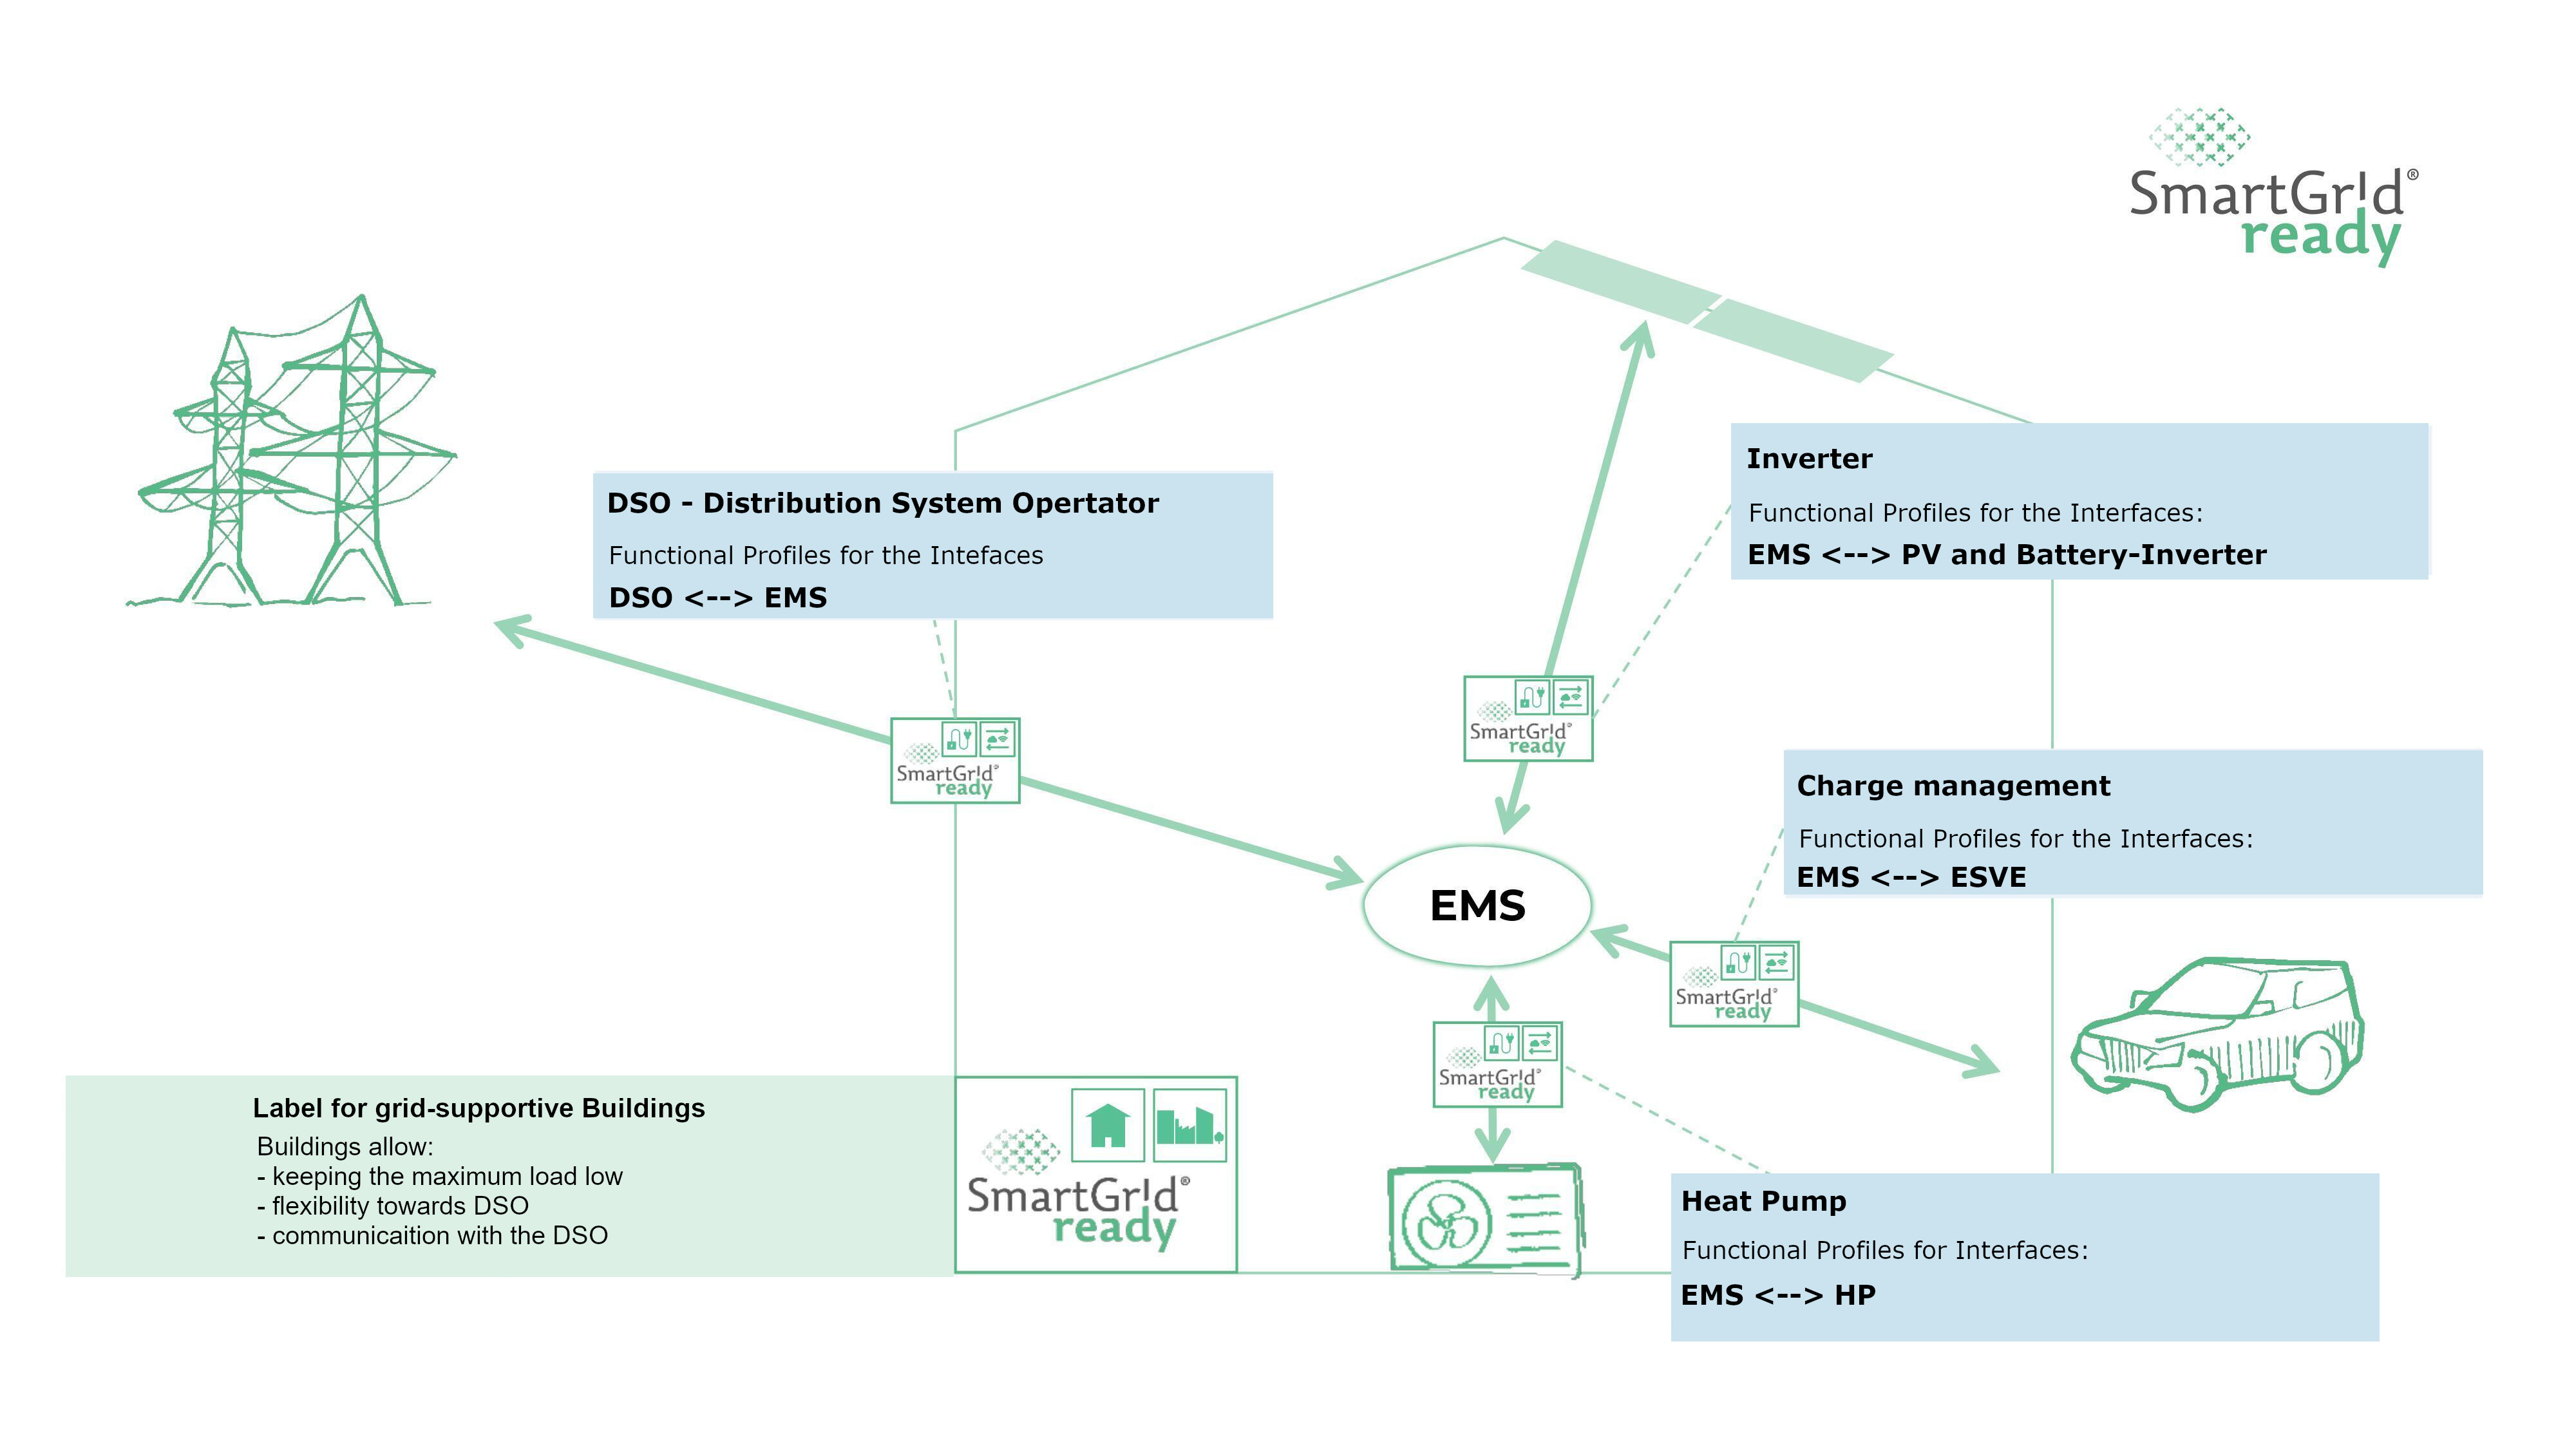 SmartGr!d®
ready
Inverter
Functional Profiles for the Interfaces:
EMS <--> PV and Battery-Inverter
DSO - Distribution System Opertator
Functional Profiles for the Intefaces
DSO <--> EMS
SmartGr!d®
ready
SmartGr!d®
ready
Charge management
Functional Profiles for the Interfaces:
EMS <--> ESVE
EMS
SmartGr!d®
ready
SmartGr!d®
ready
Label for grid-supportive Buildings
Buildings allow:
- keeping the maximum load low
- flexibility towards DSO
- communicaition with the DSO
SmartGr!d®
ready
Heat Pump
Functional Profiles for Interfaces:
EMS <--> HP